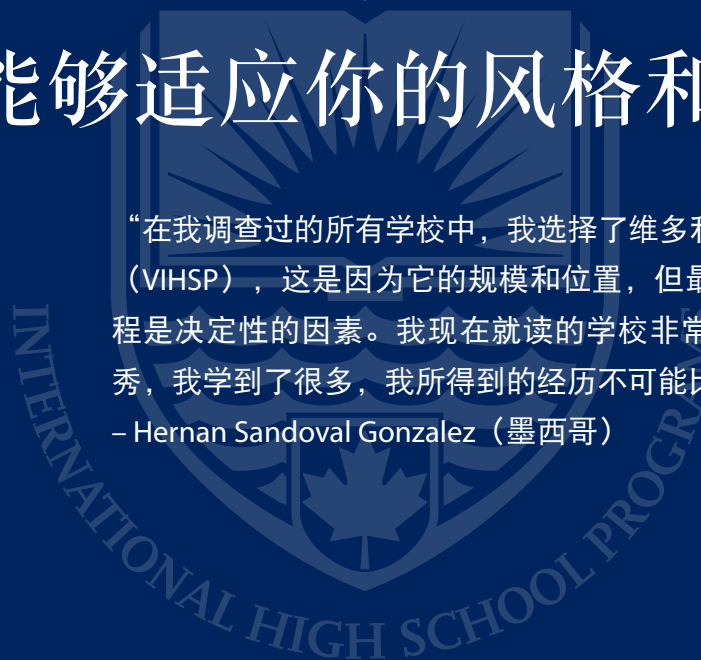 能够适应你的风格和
“在我调查过的所有学校中，我选择了维多
（VIHSP），这是因为它的规模和位置，但最
程是决定性的因素。我现在就读的学校非常
秀，我学到了很多，我所得到的经历不可能比
– Hernan Sandoval Gonzalez（墨西哥）
INTERNATIONAL HIGH SCHOOL PROGRAM